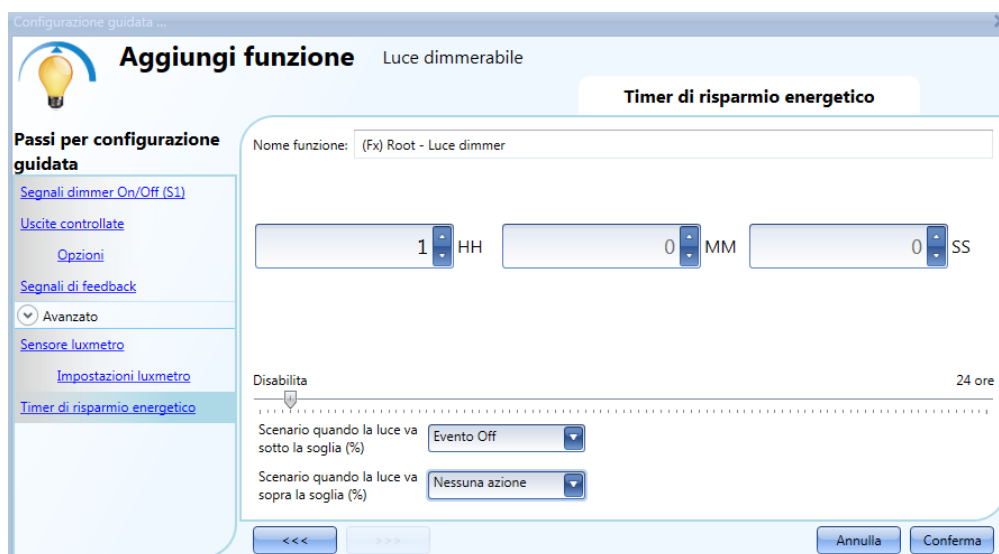 Configurazione guidata ...
Aggiungi funzione Luce dimmerabile
Timer di risparmio energetico
Passi per configurazione
guidata
Segnali dimmer On/Off (S1)
Uscite controllate
Opzioni
Segnali di feedback
Avanzato
Sensore luxmetro
Impostazioni luxmetro
Timer di risparmio energetico
Nome funzione: (Fx) Root - Luce dimmer
1 HH 0 MM 0 SS
Disabilita 24 ore
Scenario quando la luce va
sotto la soglia (%)
Evento Off
Scenario quando la luce va
sopra la soglia (%)
Nessuna azione
<<< >>> Annulla Conferma